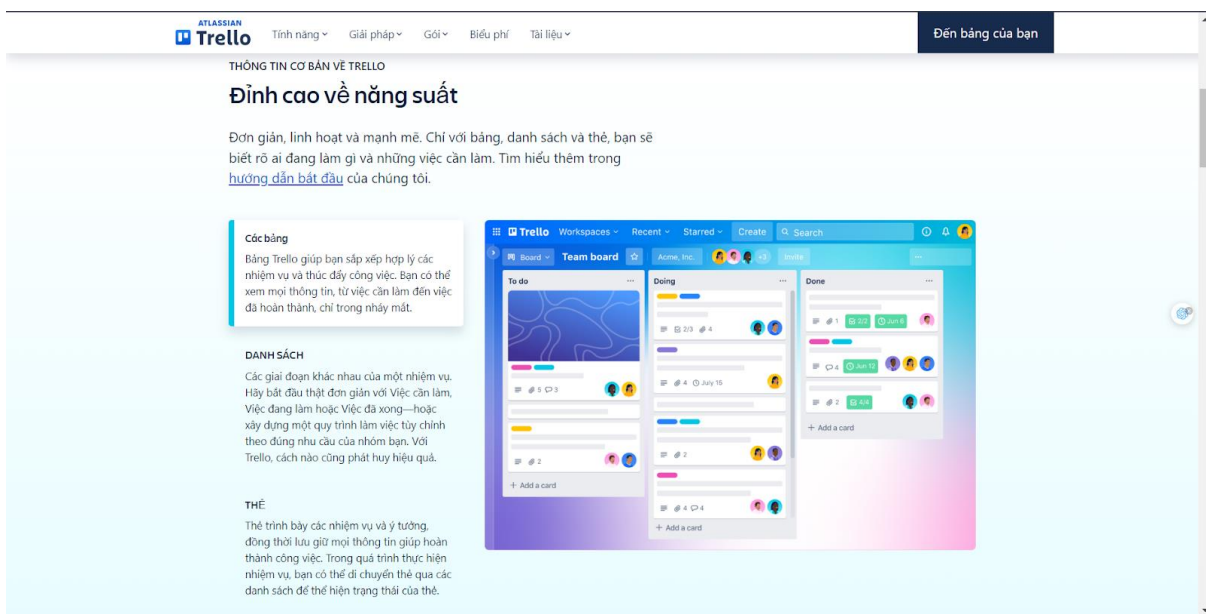 ATLASSIAN
Trello
Tính năng
Giải pháp
Gói
Biểu phí
Tài liệu
Đến bảng của bạn
THÔNG TIN CƠ BẢN VỀ TRELLO
Đỉnh cao về năng suất
Đơn giản, linh hoạt và mạnh mẽ. Chỉ với bảng, danh sách và thẻ, bạn sẽ
biết rõ ai đang làm gì và những việc cần làm. Tìm hiểu thêm trong
hướng dẫn bắt đầu của chúng tôi.
Các bảng
Bảng Trello giúp bạn sắp xếp hợp lý các
nhiệm vụ và thúc đẩy công việc. Bạn có thể
xem mọi thông tin, từ việc cần làm đến việc
đã hoàn thành, chỉ trong nháy mắt.
DANH SÁCH
Các giai đoạn khác nhau của một nhiệm vụ.
Hãy bắt đầu thật đơn giản với Việc cần làm,
Việc đang làm hoặc Việc đã xong—hoặc
xây dựng một quy trình làm việc tùy chỉnh
theo đúng nhu cầu của nhóm bạn. Với
Trello, cách nào cũng phát huy hiệu quả.
THẺ
Thẻ trình bày các nhiệm vụ và ý tưởng,
đồng thời lưu giữ mọi thông tin giúp hoàn
thành công việc. Trong quá trình thực hiện
nhiệm vụ, bạn có thể di chuyển thẻ qua các
danh sách để thể hiện trạng thái của thẻ.
Trello Workspaces Recent Starred Create Search
Board Team board Acme, Inc. +3 Invite
To do
5 3
2
+ Add a card
Doing
2/3 4
4 July 15
2
4 4
+ Add a card
Done
1 2/2 Jun 6
4 Jun 12
2 4/4
+ Add a card